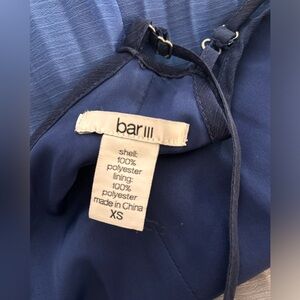 bar III
shell:
100%
polyester
lining:
100%
polyester
made in China
XS